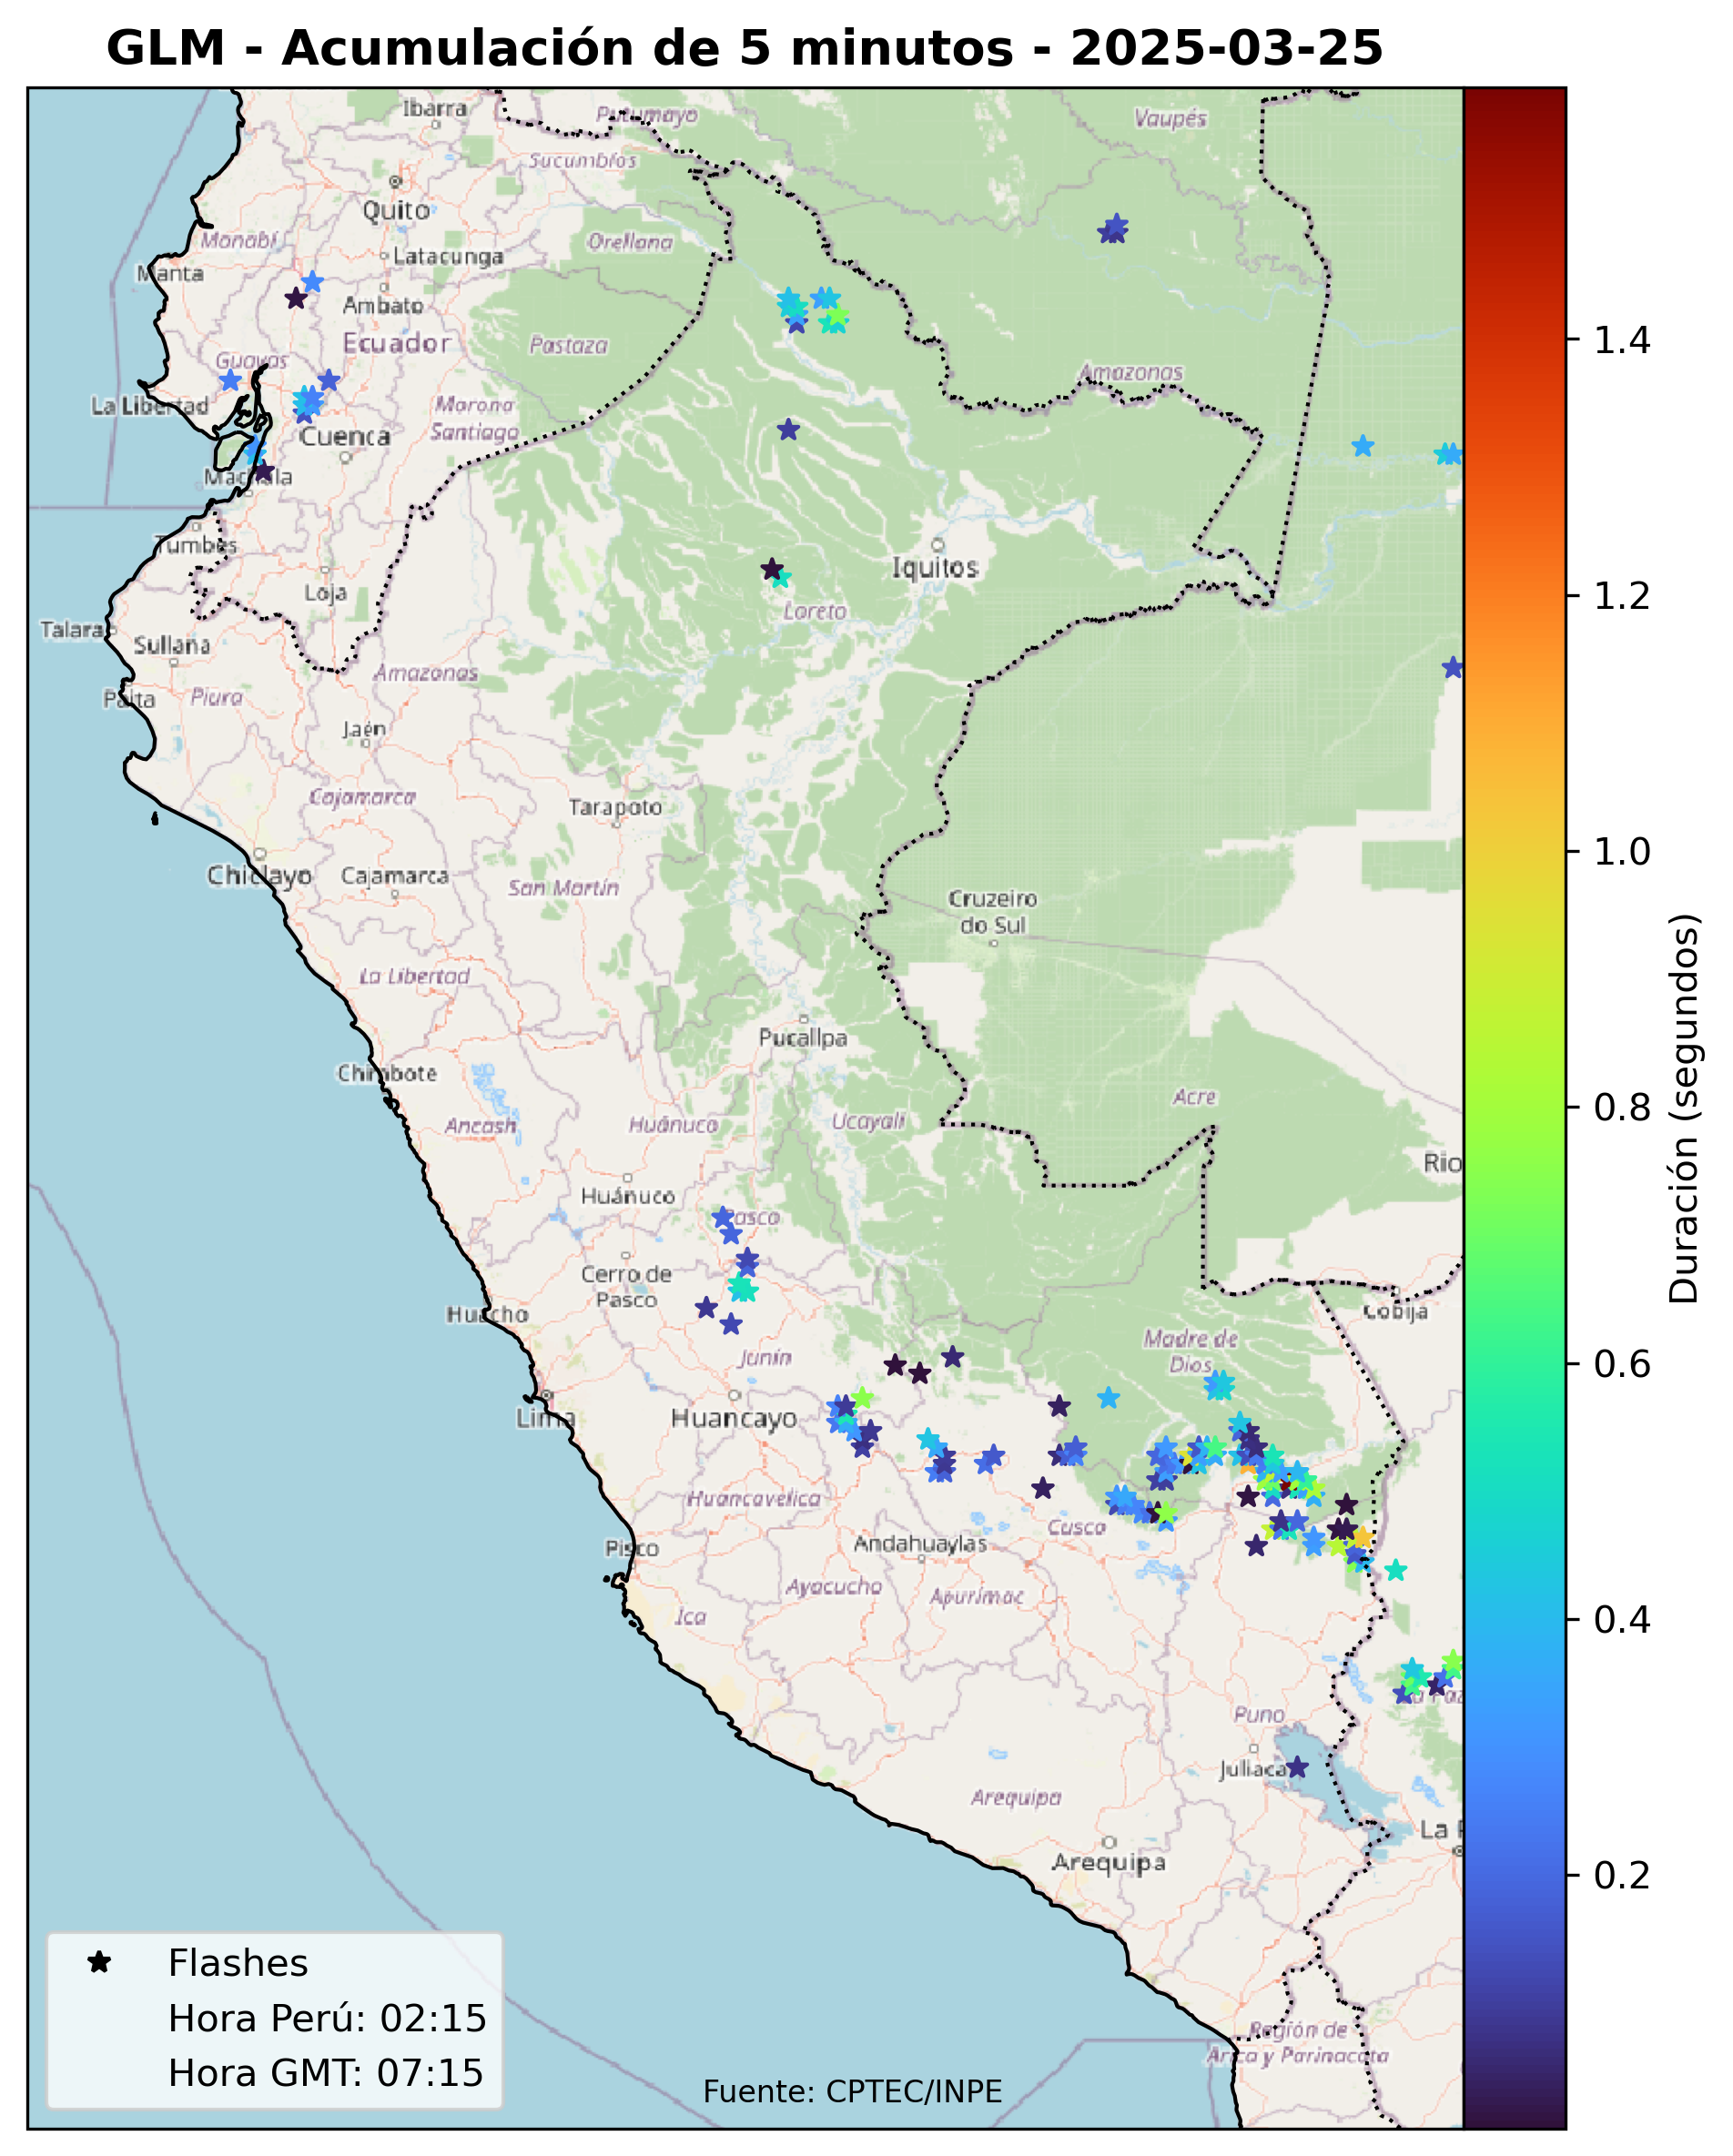 GLM - Acumulación de 5 minutos - 2025-03-25
Ibarra
Putumayo
Vaupés
Sucumbíos
Quito
Manabí
Orellana
Latacunga
Manta
Ambato
Ecuador
Guayas
Pastaza
Amazonas
La Libertad
Morona
Santiago
Cuenca
Machala
Tumbes
Iquitos
Loja
Loreto
Talara
Sullana
Amazonas
Paita
Piura
Jaén
Cajamarca
Tarapoto
Chiclayo
Cajamarca
San Martín
Cruzeiro
do Sul
La Libertad
Pucallpa
Chimbote
Ancash
Huánuco
Ucayali
Acre
Rio
Huánuco
Pasco
Cerro de
Pasco
Huacho
Cobija
Madre de
Dios
Junín
Lima
Huancayo
Huancavelica
Cusco
Pisco
Andahuaylas
Ayacucho
Apurímac
Ica
La Paz
Puno
Juliaca
Arequipa
La P
Arequipa
Región de
Arica y Parinacota
Flashes
Hora Perú: 02:15
Hora GMT: 07:15
Fuente: CPTEC/INPE
1.4
1.2
1.0
0.8
0.6
0.4
0.2
Duración (segundos)